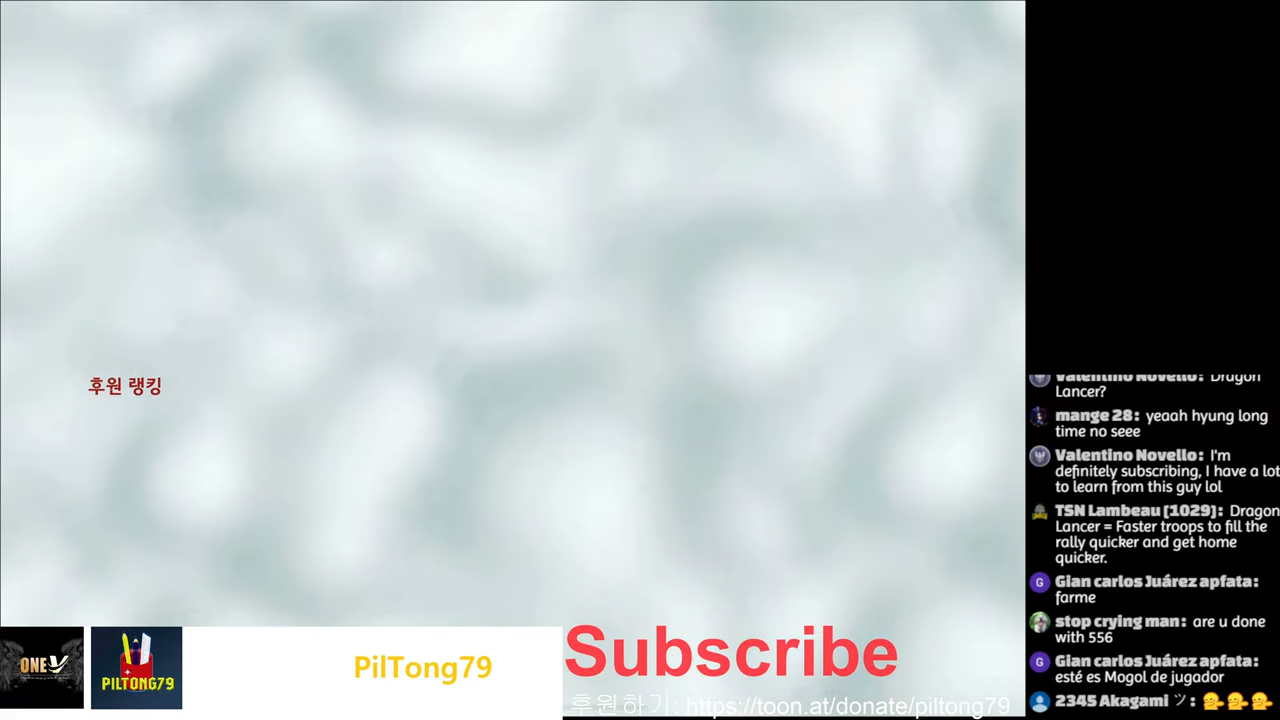 후원 랭킹
Valentino Novello: Dragon
Lancer?
mange 28: yeaah hyung long
time no seee
Valentino Novello: I'm
definitely subscribing, I have a lot
to learn from this guy lol
TSN Lambeau [1029]: Dragon
Lancer = Faster troops to fill the
rally quicker and get home
quicker.
G Gian carlos Juárez apfata:
farme
stop crying man: are u done
with 556
G Gian carlos Juárez apfata:
esté es Mogol de jugador
2345 Akagami ツ: 🫡🫡🫡
ONE
PILTONG79
PilTong79
Subscribe
후원하기: https://toon.at/donate/piltong79